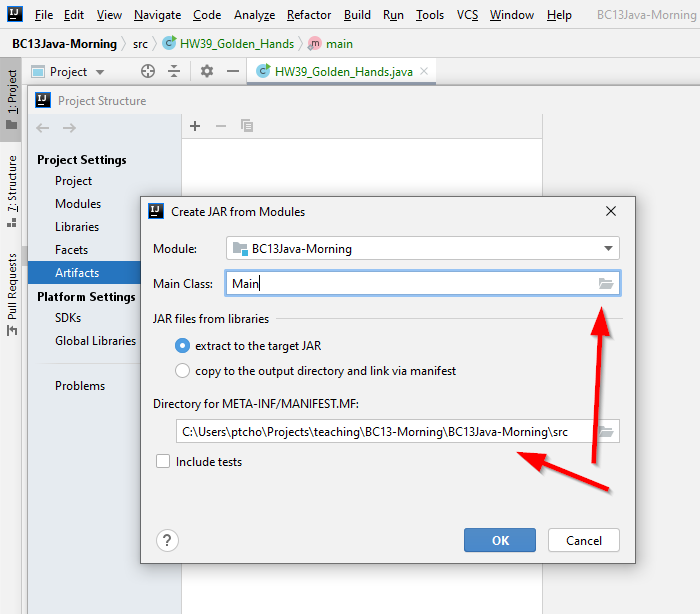 IJ File Edit View Navigate Code Analyze Refactor Build Run Tools VCS Window Help BC13Java-Morning
BC13Java-Morning src C HW39_Golden_Hands m main
1: Project
Project
C HW39_Golden_Hands.java
IJ Project Structure
7: Structure
Pull Requests
Project Settings
Project
Modules
Libraries
Facets
Artifacts
Platform Settings
SDKs
Global Libraries
Problems
IJ Create JAR from Modules
Module: BC13Java-Morning
Main Class: Main
JAR files from libraries
extract to the target JAR
copy to the output directory and link via manifest
Directory for META-INF/MANIFEST.MF:
C:\Users\ptcho\Projects\teaching\BC13-Morning\BC13Java-Morning\src
Include tests
? OK Cancel